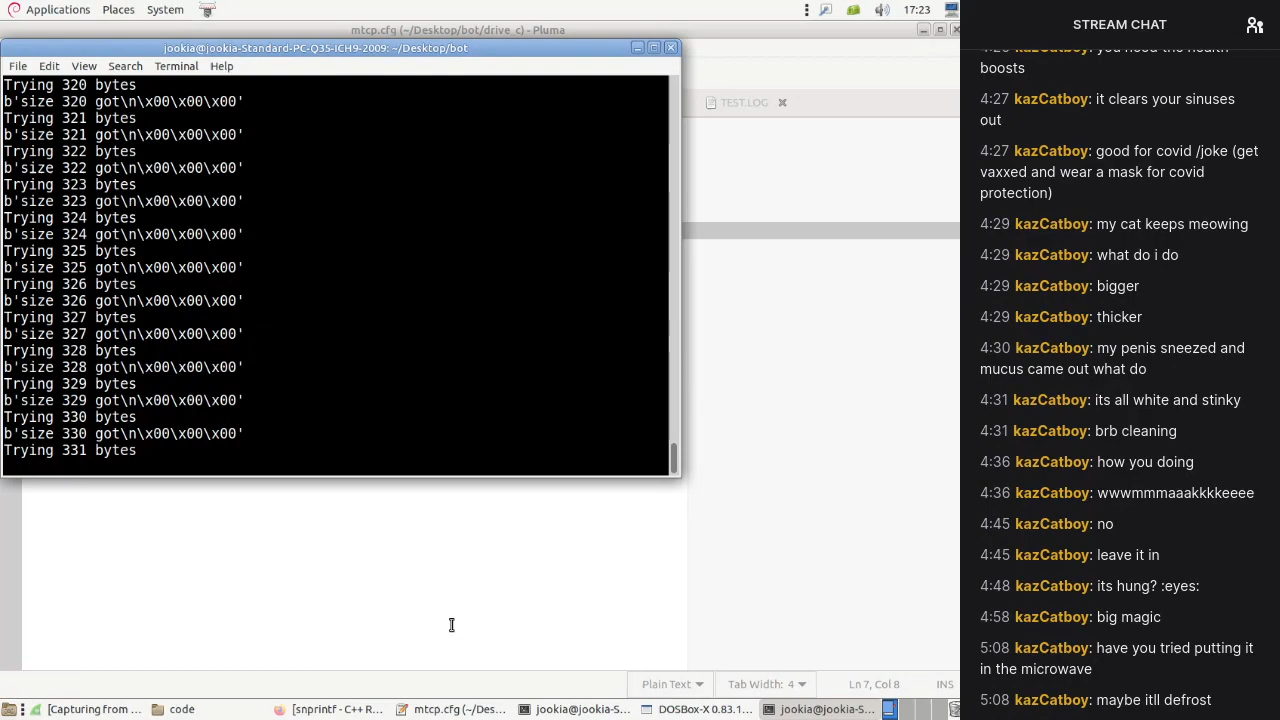 Applications Places System 17:23
mtcp.cfg (~/Desktop/bot/drive_c) - Pluma
jookia@jookia-Standard-PC-Q35-ICH9-2009: ~/Desktop/bot
File Edit View Search Terminal Help
TEST.LOG
Trying 320 bytes
b'size 320 got\n\x00\x00\x00'
Trying 321 bytes
b'size 321 got\n\x00\x00\x00'
Trying 322 bytes
b'size 322 got\n\x00\x00\x00'
Trying 323 bytes
b'size 323 got\n\x00\x00\x00'
Trying 324 bytes
b'size 324 got\n\x00\x00\x00'
Trying 325 bytes
b'size 325 got\n\x00\x00\x00'
Trying 326 bytes
b'size 326 got\n\x00\x00\x00'
Trying 327 bytes
b'size 327 got\n\x00\x00\x00'
Trying 328 bytes
b'size 328 got\n\x00\x00\x00'
Trying 329 bytes
b'size 329 got\n\x00\x00\x00'
Trying 330 bytes
b'size 330 got\n\x00\x00\x00'
Trying 331 bytes
Plain Text Tab Width: 4 Ln 7, Col 8 INS
[Capturing from ... code [snprintf - C++ R... mtcp.cfg (~/Des... jookia@jookia-S... DOSBox-X 0.83.1... jookia@jookia-S...
STREAM CHAT
you need the health
boosts
4:27 kazCatboy: it clears your sinuses
out
4:27 kazCatboy: good for covid /joke (get
vaxxed and wear a mask for covid
protection)
4:29 kazCatboy: my cat keeps meowing
4:29 kazCatboy: what do i do
4:29 kazCatboy: bigger
4:29 kazCatboy: thicker
4:30 kazCatboy: my penis sneezed and
mucus came out what do
4:31 kazCatboy: its all white and stinky
4:31 kazCatboy: brb cleaning
4:36 kazCatboy: how you doing
4:36 kazCatboy: wwwmmmaaakkkkeeee
4:45 kazCatboy: no
4:45 kazCatboy: leave it in
4:48 kazCatboy: its hung? :eyes:
4:58 kazCatboy: big magic
5:08 kazCatboy: have you tried putting it
in the microwave
5:08 kazCatboy: maybe itll defrost